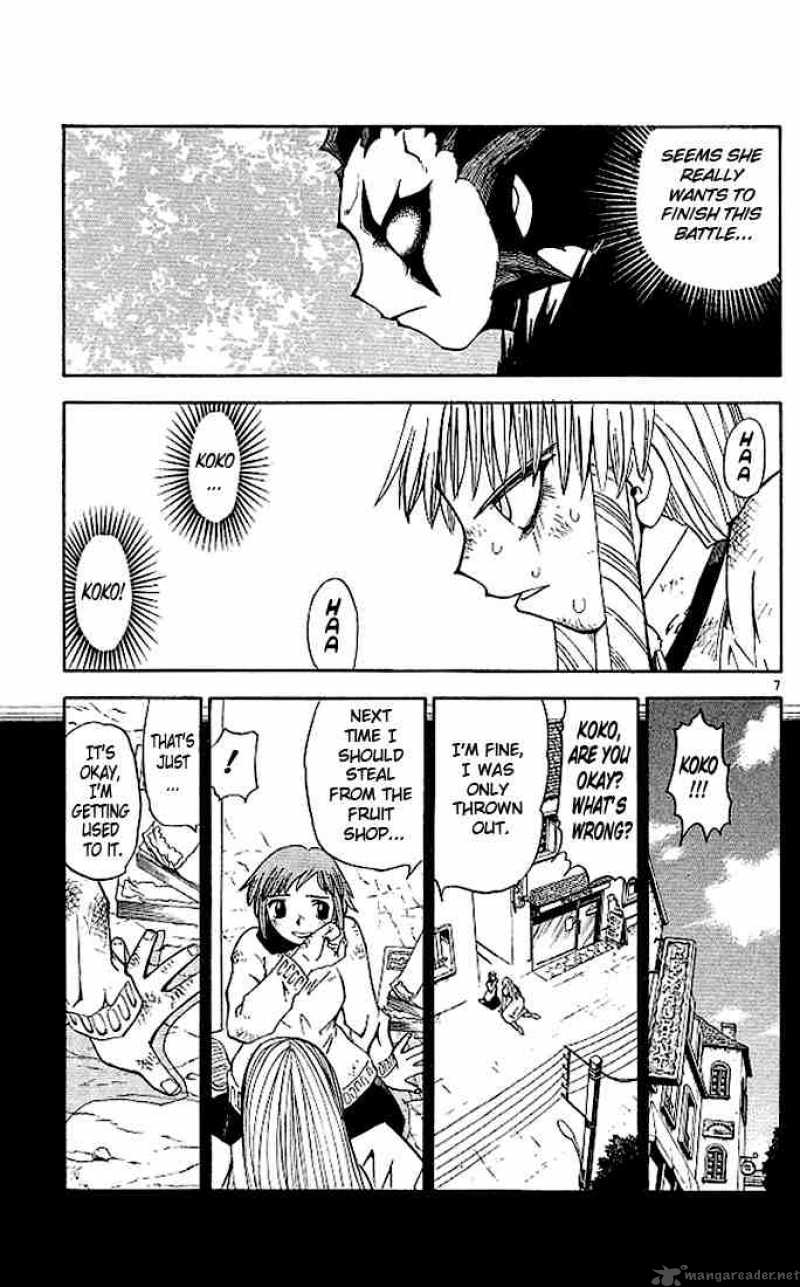 SEEMS SHE
REALLY
WANTS TO
FINISH THIS
BATTLE...
HAA
KOKO
...
KOKO!
HAA
7
KOKO
!!!
KOKO,
ARE YOU
OKAY?
WHAT'S
WRONG?
I'M FINE,
I WAS
ONLY
THROWN
OUT.
NEXT
TIME I
SHOULD
STEAL
FROM THE
FRUIT
SHOP...
!
THAT'S
JUST
...
IT'S
OKAY,
I'M
GETTING
USED
TO IT.
mangareader.net